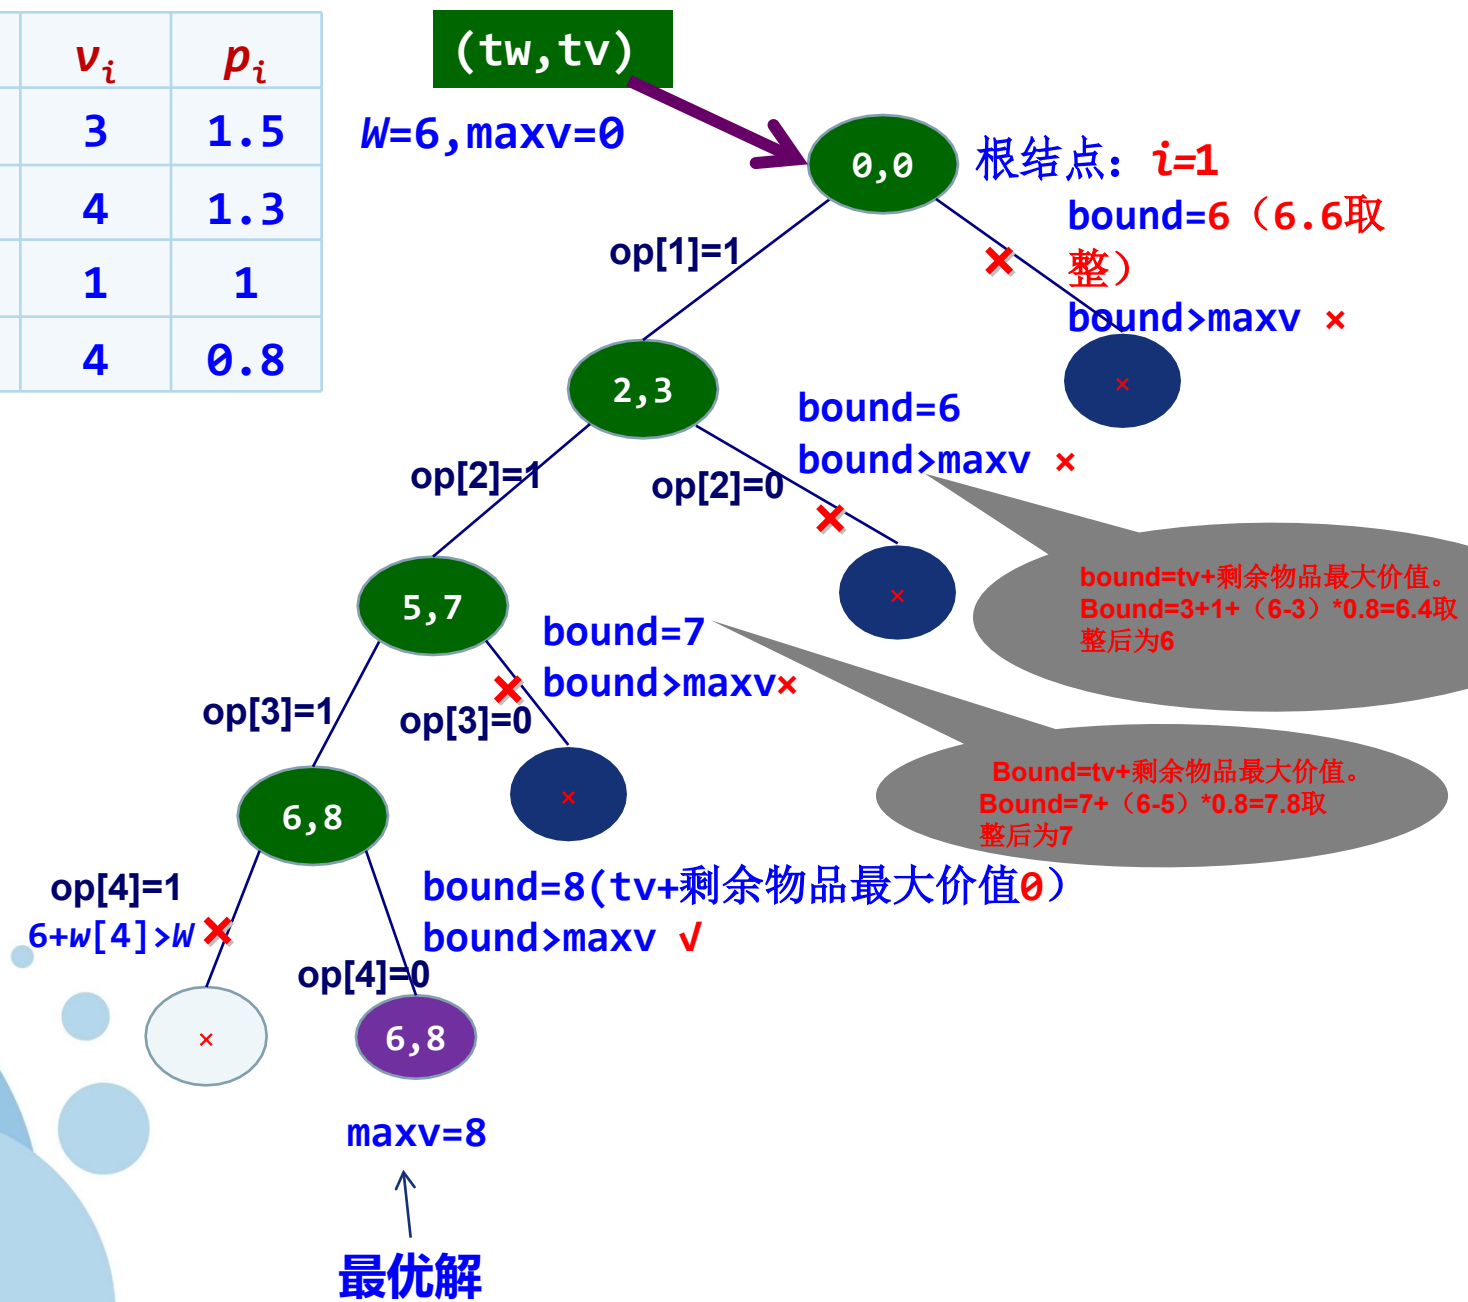 v_i p_i
3 1.5
4 1.3
1 1
4 0.8
(tw,tv)
W=6,maxv=0
0,0
根结点：i=1
bound=6（6.6取
整）
bound>maxv ×
op[1]=1
×
×
2,3
bound=6
bound>maxv ×
op[2]=1
op[2]=0
×
×
bound=tv+剩余物品最大价值。
Bound=3+1+（6-3）*0.8=6.4取
整后为6
5,7
bound=7
bound>maxv×
op[3]=1
op[3]=0
×
×
Bound=tv+剩余物品最大价值。
Bound=7+（6-5）*0.8=7.8取
整后为7
6,8
bound=8(tv+剩余物品最大价值0）
bound>maxv √
op[4]=1
6+w[4]>W
×
op[4]=0
×
6,8
maxv=8
最优解